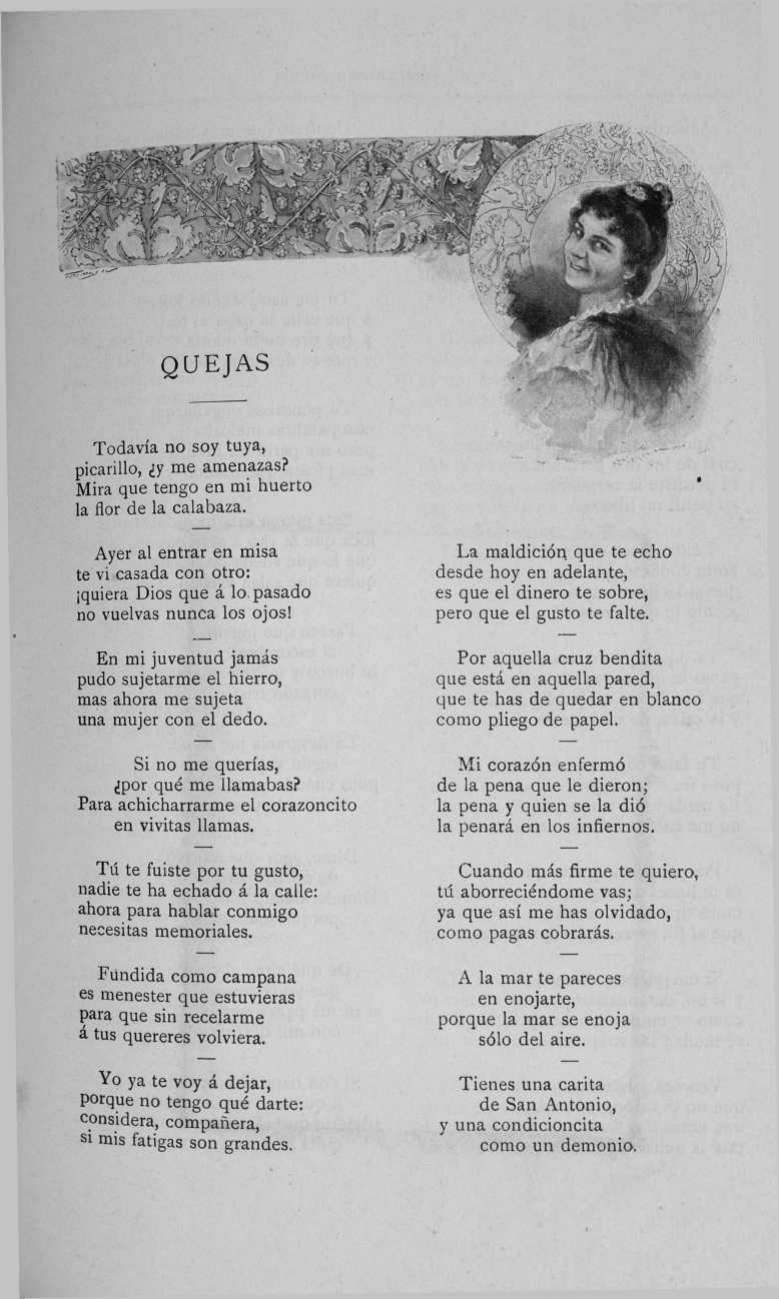 QUEJAS
Todavía no soy tuya,
picarillo, ¿y me amenazas?
Mira que tengo en mi huerto
la flor de la calabaza.
Ayer al entrar en misa
te vi casada con otro:
¡quiera Dios que á lo pasado
no vuelvas nunca los ojos!
En mi juventud jamás
pudo sujetarme el hierro,
mas ahora me sujeta
una mujer con el dedo.
Si no me querías,
¿por qué me llamabas?
Para achicharrarme el corazoncito
en vivitas llamas.
Tú te fuiste por tu gusto,
nadie te ha echado á la calle:
ahora para hablar conmigo
necesitas memoriales.
Fundida como campana
es menester que estuvieras
para que sin recelarme
á tus quereres volviera.
Yo ya te voy á dejar,
porque no tengo qué darte:
considera, compañera,
si mis fatigas son grandes.
La maldición que te echo
desde hoy en adelante,
es que el dinero te sobre,
pero que el gusto te falte.
Por aquella cruz bendita
que está en aquella pared,
que te has de quedar en blanco
como pliego de papel.
Mi corazón enfermó
de la pena que le dieron;
la pena y quien se la dió
la penará en los infiernos.
Cuando más firme te quiero,
tú aborreciéndome vas;
ya que así me has olvidado,
como pagas cobrarás.
A la mar te pareces
en enojarte,
porque la mar se enoja
sólo del aire.
Tienes una carita
de San Antonio,
y una condicioncita
como un demonio.